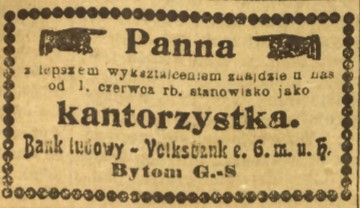 Panna
z lepszem wykształceniem znajdzie u nas
od 1. czerwca rb. stanowisko jako
kantorzystka.
Bank ludowy - Volksbank e. G. m. u. H.
Bytom G.-S